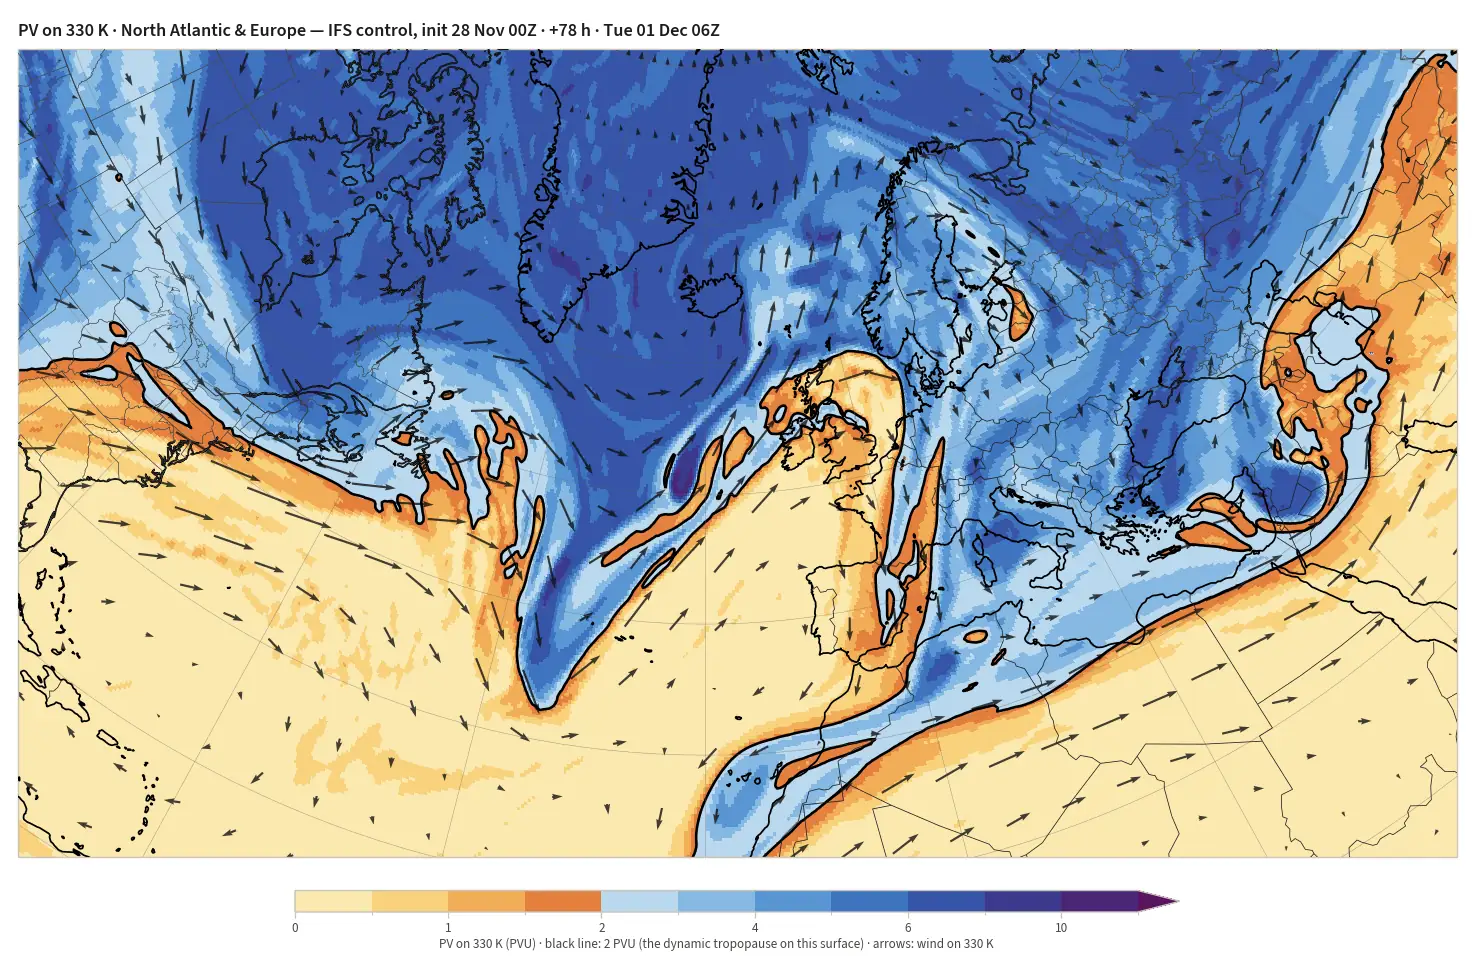 PV on 330 K · North Atlantic & Europe — IFS control, init 28 Nov 00Z · +78 h · Tue 01 Dec 06Z
0 1 2 4 6 10
PV on 330 K (PVU) · black line: 2 PVU (the dynamic tropopause on this surface) · arrows: wind on 330 K